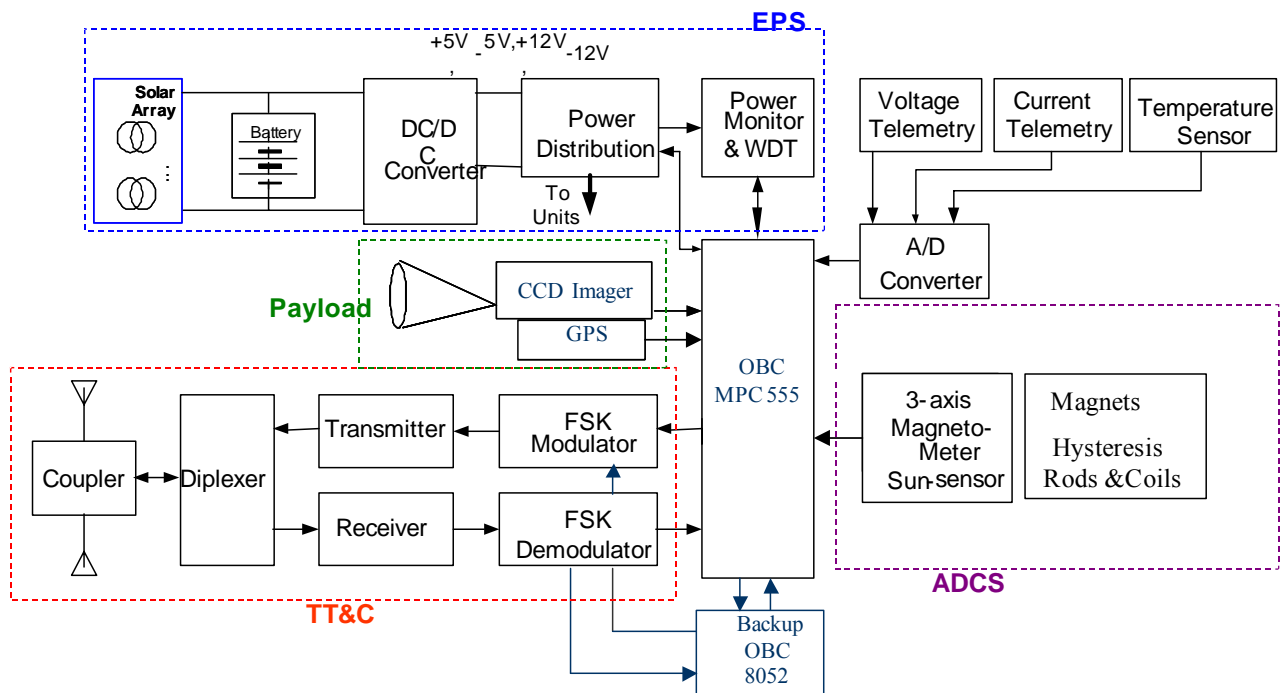 EPS
+5V -5V,+12V -12V
, ,
Solar
Array
...
Battery
DC/D
C
Converter
Power
Distribution
To
Units
Power
Monitor
& WDT
Voltage
Telemetry
Current
Telemetry
Temperature
Sensor
A/D
Converter
Payload
CCD Imager
GPS
OBC
MPC 555
Coupler
Diplexer
Transmitter
FSK
Modulator
Receiver
FSK
Demodulator
TT&C
3-axis
Magneto-
Meter
Sun-sensor
Magnets
Hysteresis
Rods &Coils
ADCS
Backup
OBC
8052